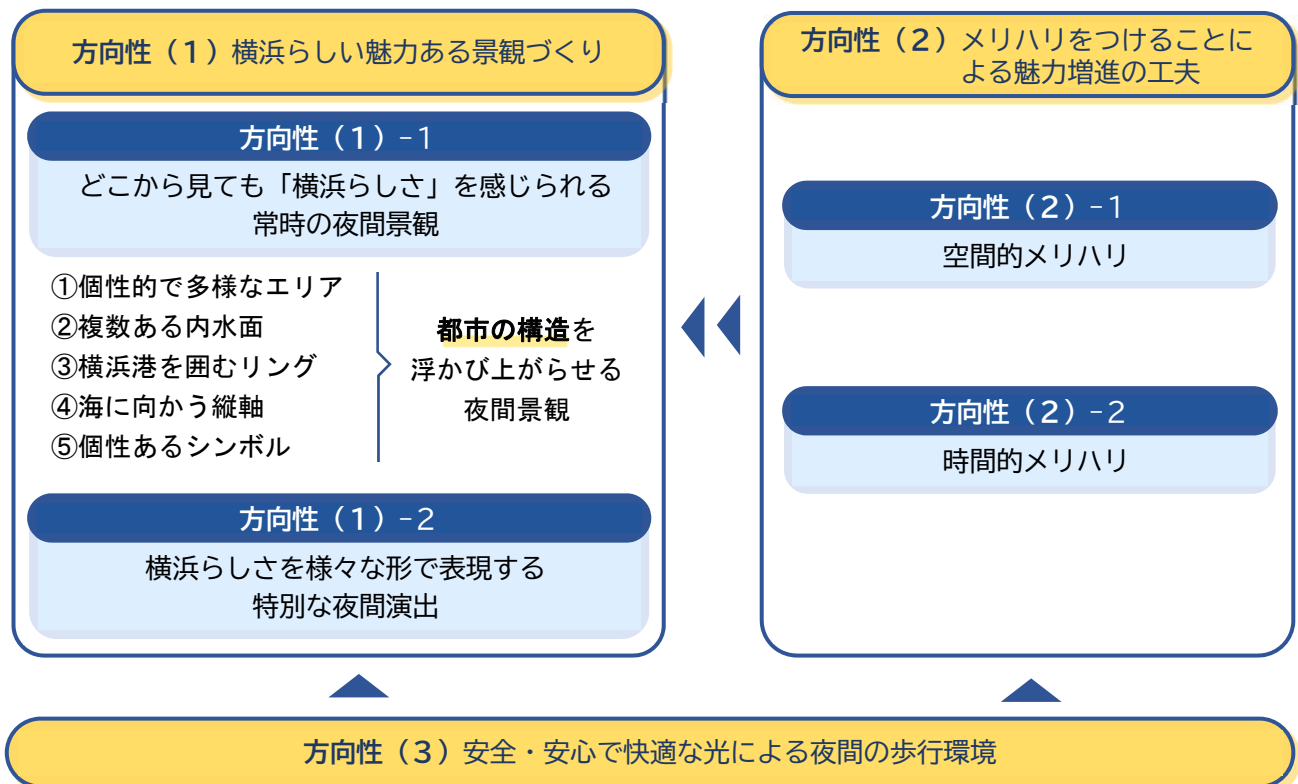 方向性（1）横浜らしい魅力ある景観づくり
方向性（1）-1
どこから見ても「横浜らしさ」を感じられる
常時の夜間景観
①個性的で多様なエリア
②複数ある内水面
③横浜港を囲むリング
④海に向かう縦軸
⑤個性あるシンボル
都市の構造を
浮かび上がらせる
夜間景観
方向性（1）-2
横浜らしさを様々な形で表現する
特別な夜間演出
方向性（2）メリハリをつけることに
よる魅力増進の工夫
方向性（2）-1
空間的メリハリ
方向性（2）-2
時間的メリハリ
方向性（3）安全・安心で快適な光による夜間の歩行環境